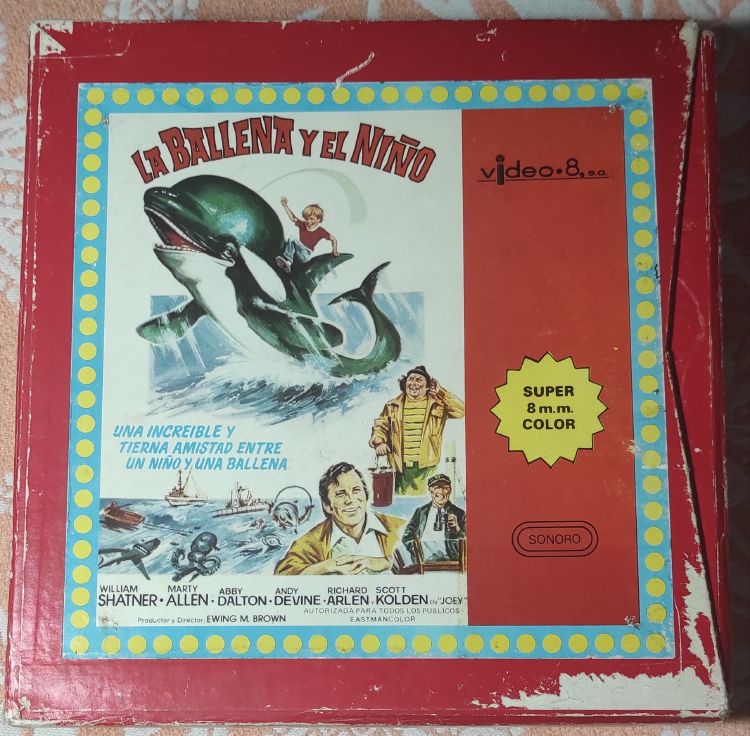 LA BALLENA Y EL NIÑO
video·8, s.a.
SUPER
8 m.m.
COLOR
UNA INCREIBLE Y
TIERNA AMISTAD ENTRE
UN NIÑO Y UNA BALLENA
SONORO
WILLIAM SHATNER · MARTY ALLEN · ABBY DALTON · ANDY DEVINE · RICHARD ARLEN · SCOTT KOLDEN EN "JOEY"
AUTORIZADA PARA TODOS LOS PUBLICOS
Productor y Director: EWING M. BROWN
EASTMANCOLOR